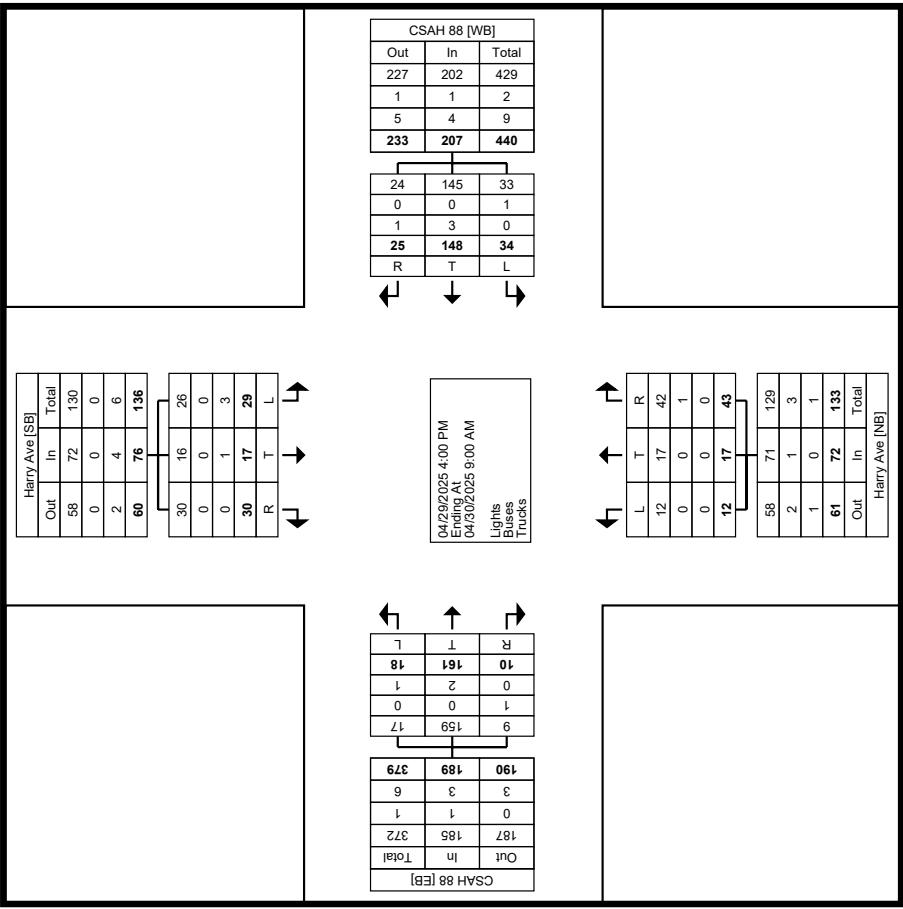 CSAH 88 [WB]
Out In Total
227 202 429
1 1 2
5 4 9
233 207 440
24 145 33
0 0 1
1 3 0
25 148 34
R T L
Harry Ave [SB]
Out In Total
58 72 130
0 0 0
2 4 6
60 76 136
30 16 26
0 0 0
0 1 3
30 17 29
R T L
04/29/2025 4:00 PM
Ending At
04/30/2025 9:00 AM
Lights
Buses
Trucks
L T R
12 17 42
0 0 1
0 0 0
12 17 43
58 71 129
2 1 3
1 0 1
61 72 133
Out In Total
Harry Ave [NB]
CSAH 88 [EB]
Out In Total
187 185 372
0 1 1
3 3 6
190 189 379
9 159 17
1 0 0
0 2 1
10 161 18
R T L